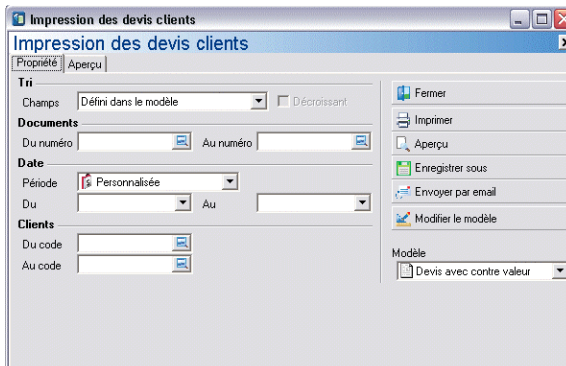 Impression des devis clients
Impression des devis clients
Propriété Aperçu
Tri
Champs Défini dans le modèle Décroissant
Documents
Du numéro Au numéro
Date
Période Personnalisée
Du Au
Clients
Du code
Au code
Fermer
Imprimer
Aperçu
Enregistrer sous
Envoyer par email
Modifier le modèle
Modèle
Devis avec contre valeur